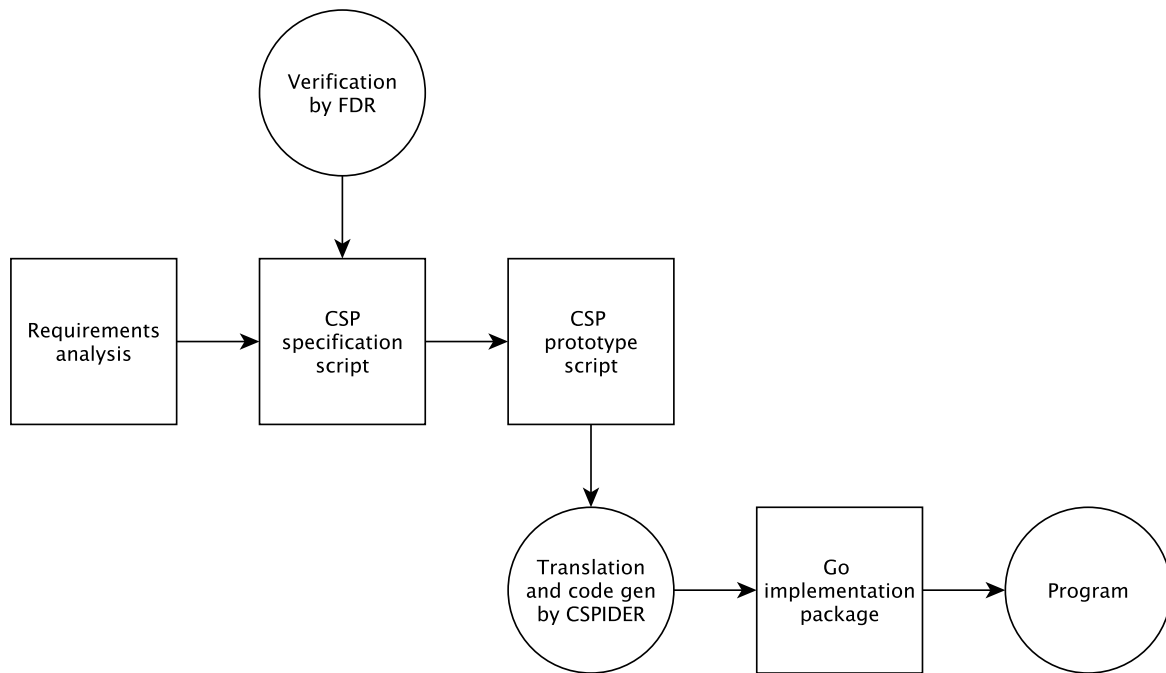 Verification
by FDR
Requirements
analysis
CSP
specification
script
CSP
prototype
script
Translation
and code gen
by CSPIDER
Go
implementation
package
Program